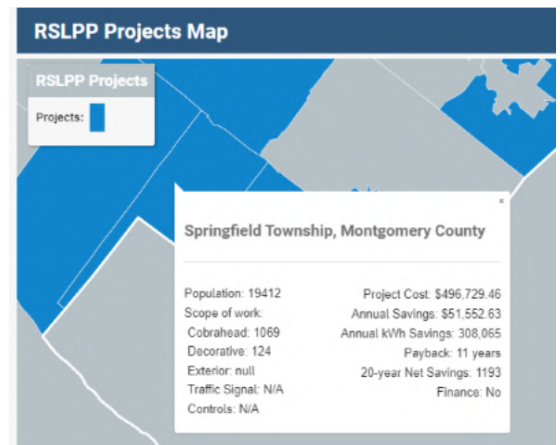 RSLPP Projects Map
RSLPP Projects
Projects:
×
Springfield Township, Montgomery County
Population: 19412
Scope of work:
Cobrahead: 1069
Decorative: 124
Exterior: null
Traffic Signal: N/A
Controls: N/A
Project Cost: $496,729.46
Annual Savings: $51,552.63
Annual kWh Savings: 308,065
Payback: 11 years
20-year Net Savings: 1193
Finance: No